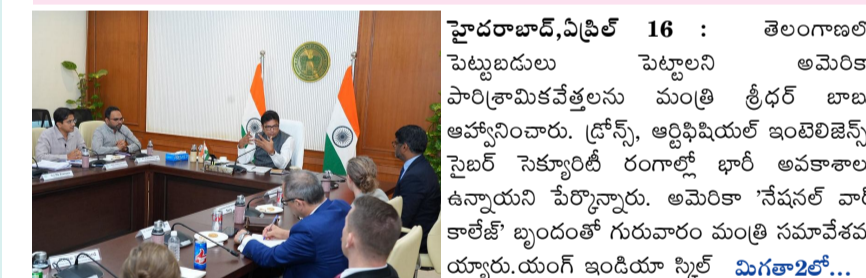 హైదరాబాద్,ఏప్రిల్ 16 : తెలంగాణలో
పెట్టుబడులు పెట్టాలని అమెరికా
పారిశ్రామికవేత్తలను మంత్రి శ్రీధర్ బాబు
ఆహ్వానించారు. డ్రోన్స్, ఆర్టిఫిషియల్ ఇంటెలిజెన్స్,
సైబర్ సెక్యూరిటీ రంగాల్లో భారీ అవకాశాలు
ఉన్నాయని పేర్కొన్నారు. అమెరికా 'నేషనల్ వార్
కాలేజ్' బృందంతో గురువారం మంత్రి సమావేశమ
య్యారు.యంగ్ ఇండియా స్కిల్ మిగతా2లో...